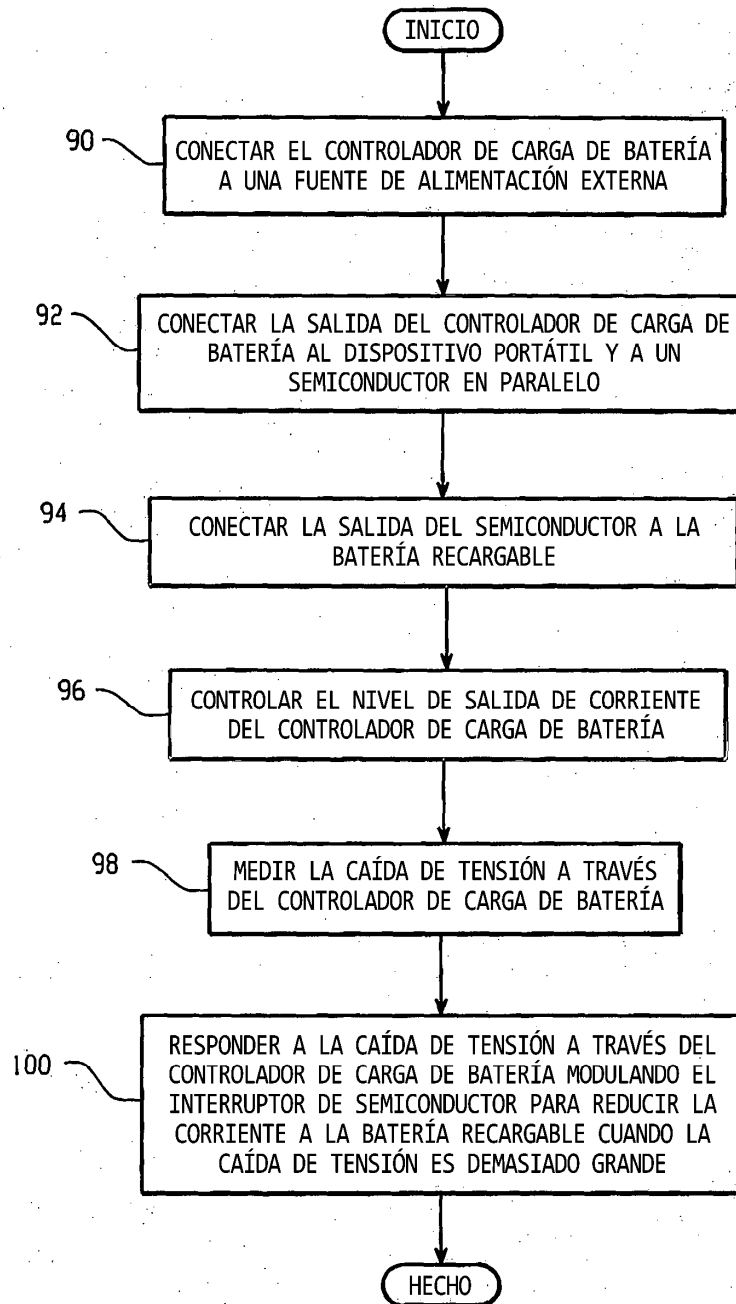 INICIO
90
CONECTAR EL CONTROLADOR DE CARGA DE BATERÍA
A UNA FUENTE DE ALIMENTACIÓN EXTERNA
92
CONECTAR LA SALIDA DEL CONTROLADOR DE CARGA DE
BATERÍA AL DISPOSITIVO PORTÁTIL Y A UN
SEMICONDUCTOR EN PARALELO
94
CONECTAR LA SALIDA DEL SEMICONDUCTOR A LA
BATERÍA RECARGABLE
96
CONTROLAR EL NIVEL DE SALIDA DE CORRIENTE
DEL CONTROLADOR DE CARGA DE BATERÍA
98
MEDIR LA CAÍDA DE TENSIÓN A TRAVÉS
DEL CONTROLADOR DE CARGA DE BATERÍA
100
RESPONDER A LA CAÍDA DE TENSIÓN A TRAVÉS DEL
CONTROLADOR DE CARGA DE BATERÍA MODULANDO EL
INTERRUPTOR DE SEMICONDUCTOR PARA REDUCIR LA
CORRIENTE A LA BATERÍA RECARGABLE CUANDO LA
CAÍDA DE TENSIÓN ES DEMASIADO GRANDE
HECHO